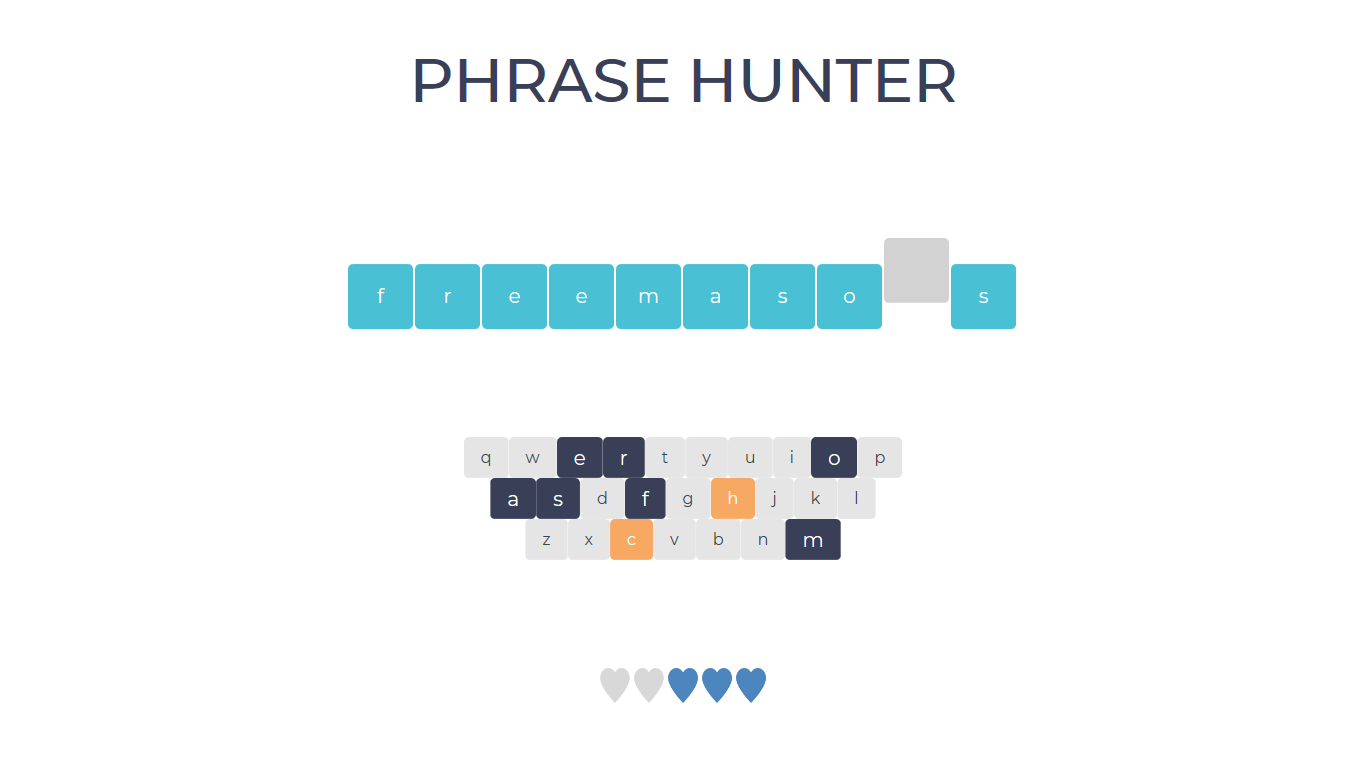 PHRASE HUNTER
f r e e m a s o s
q w e r t y u i o p
a s d f g h j k l
z x c v b n m